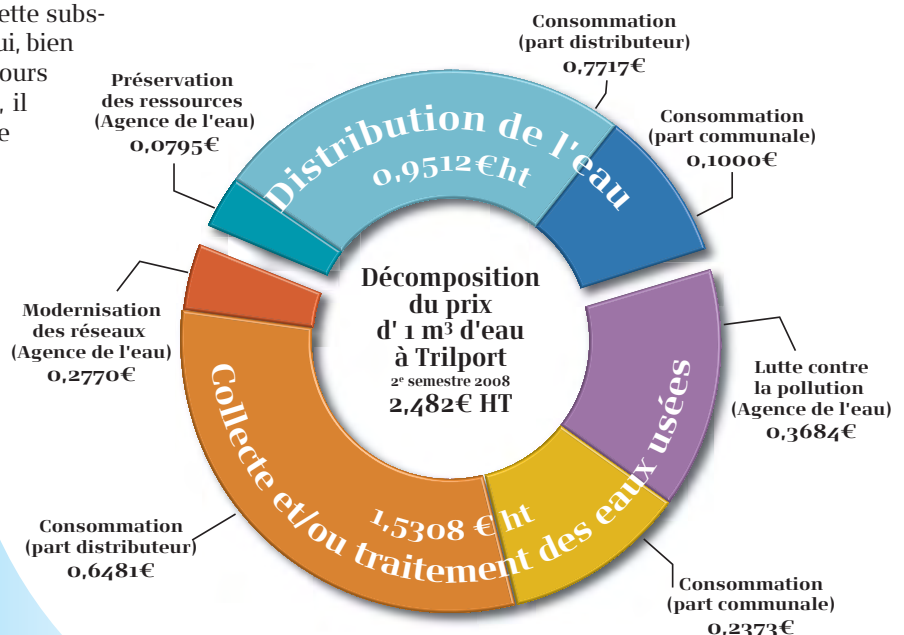 ette subs-
ui, bien
ours
, il
e
Consommation
(part distributeur)
0,7717€
Préservation
des ressources
(Agence de l'eau)
0,0795€
Consommation
(part communale)
0,1000€
Distribution de l'eau
0,9512€ht
Décomposition
du prix
d' 1 m³ d'eau
à Trilport
2e semestre 2008
2,482€ HT
Modernisation
des réseaux
(Agence de l'eau)
0,2770€
Lutte contre
la pollution
(Agence de l'eau)
0,3684€
Collecte et/ou traitement des eaux usées
1,5308 € ht
Consommation
(part distributeur)
0,6481€
Consommation
(part communale)
0,2373€